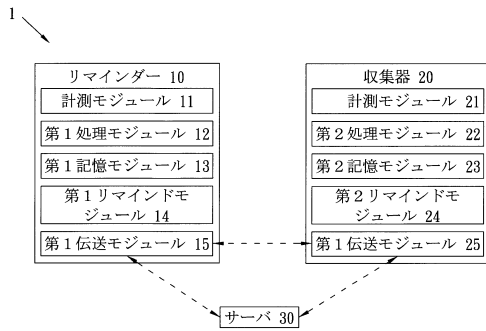 1
リマインダー 10
計測モジュール 11
第1処理モジュール 12
第1記憶モジュール 13
第1リマインドモ
ジュール 14
第1伝送モジュール 15
収集器 20
計測モジュール 21
第2処理モジュール 22
第2記憶モジュール 23
第2リマインドモ
ジュール 24
第1伝送モジュール 25
サーバ 30